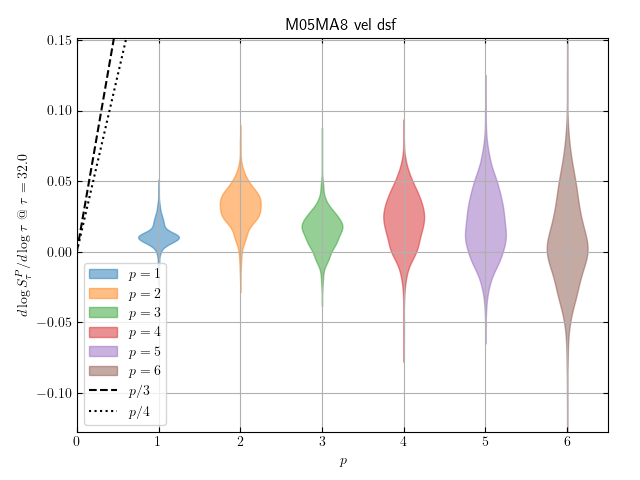 M05MA8 vel dsf
d log S_τ^p / d log τ @ τ = 32.0
0.15
0.10
0.05
0.00
−0.05
−0.10
p = 1
p = 2
p = 3
p = 4
p = 5
p = 6
p/3
p/4
0 1 2 3 4 5 6
p